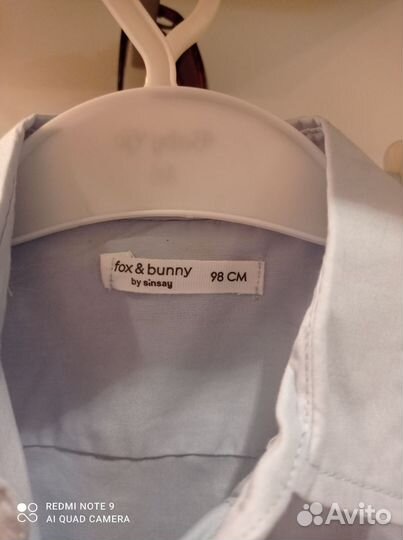 fox & bunny 98 CM
by sinsay
REDMI NOTE 9
AI QUAD CAMERA
Avito